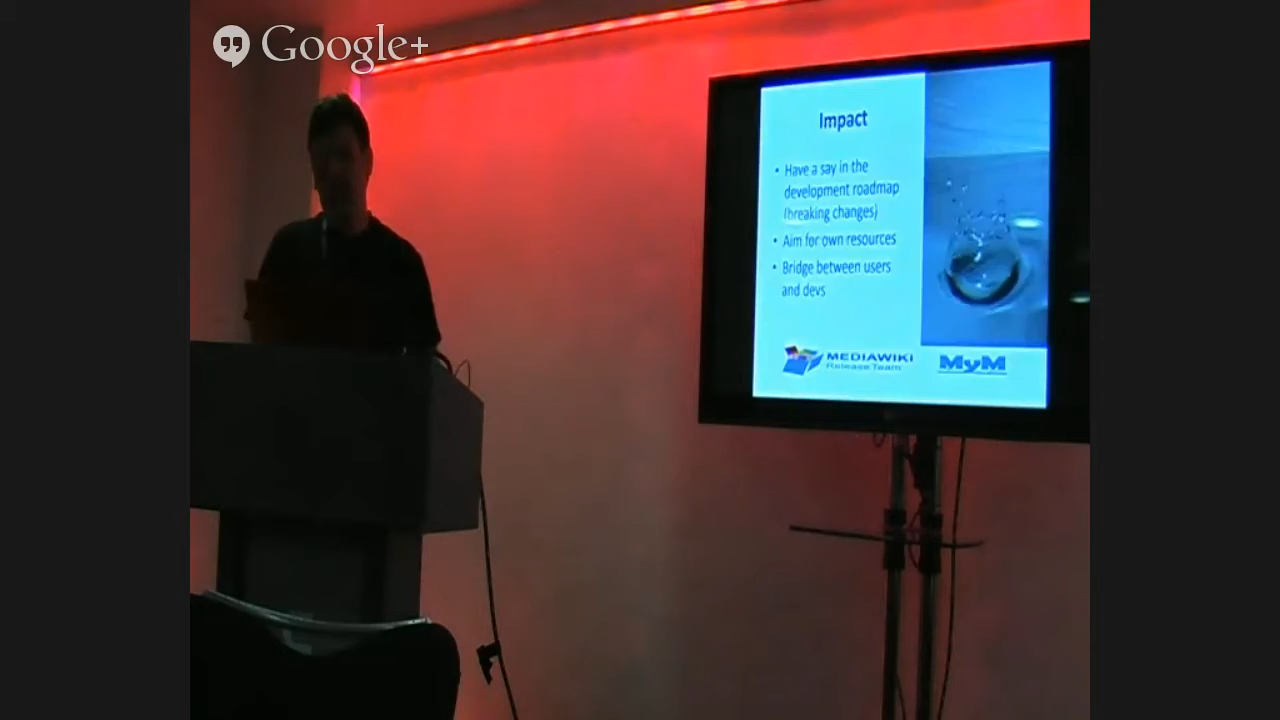 Google+
Impact
• Have a say in the
development roadmap
(breaking changes)
• Aim for own resources
• Bridge between users
and devs
MEDIAWIKI
Release Team
MyM